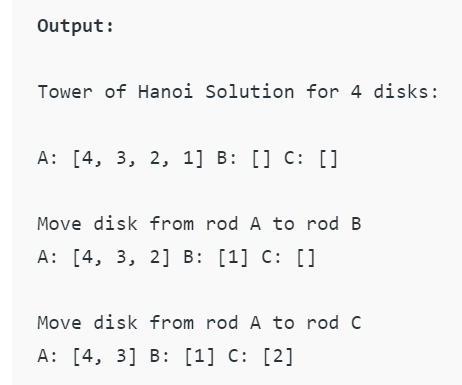 Output:
Tower of Hanoi Solution for 4 disks:
A: [4, 3, 2, 1] B: [] C: []
Move disk from rod A to rod B
A: [4, 3, 2] B: [1] C: []
Move disk from rod A to rod C
A: [4, 3] B: [1] C: [2]